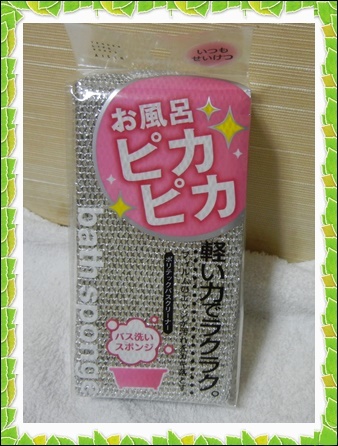 いつも
せいけつ
お風呂
ピカ
ピカ
bath sponge
軽い力でラクラク。
バス洗い
スポンジ